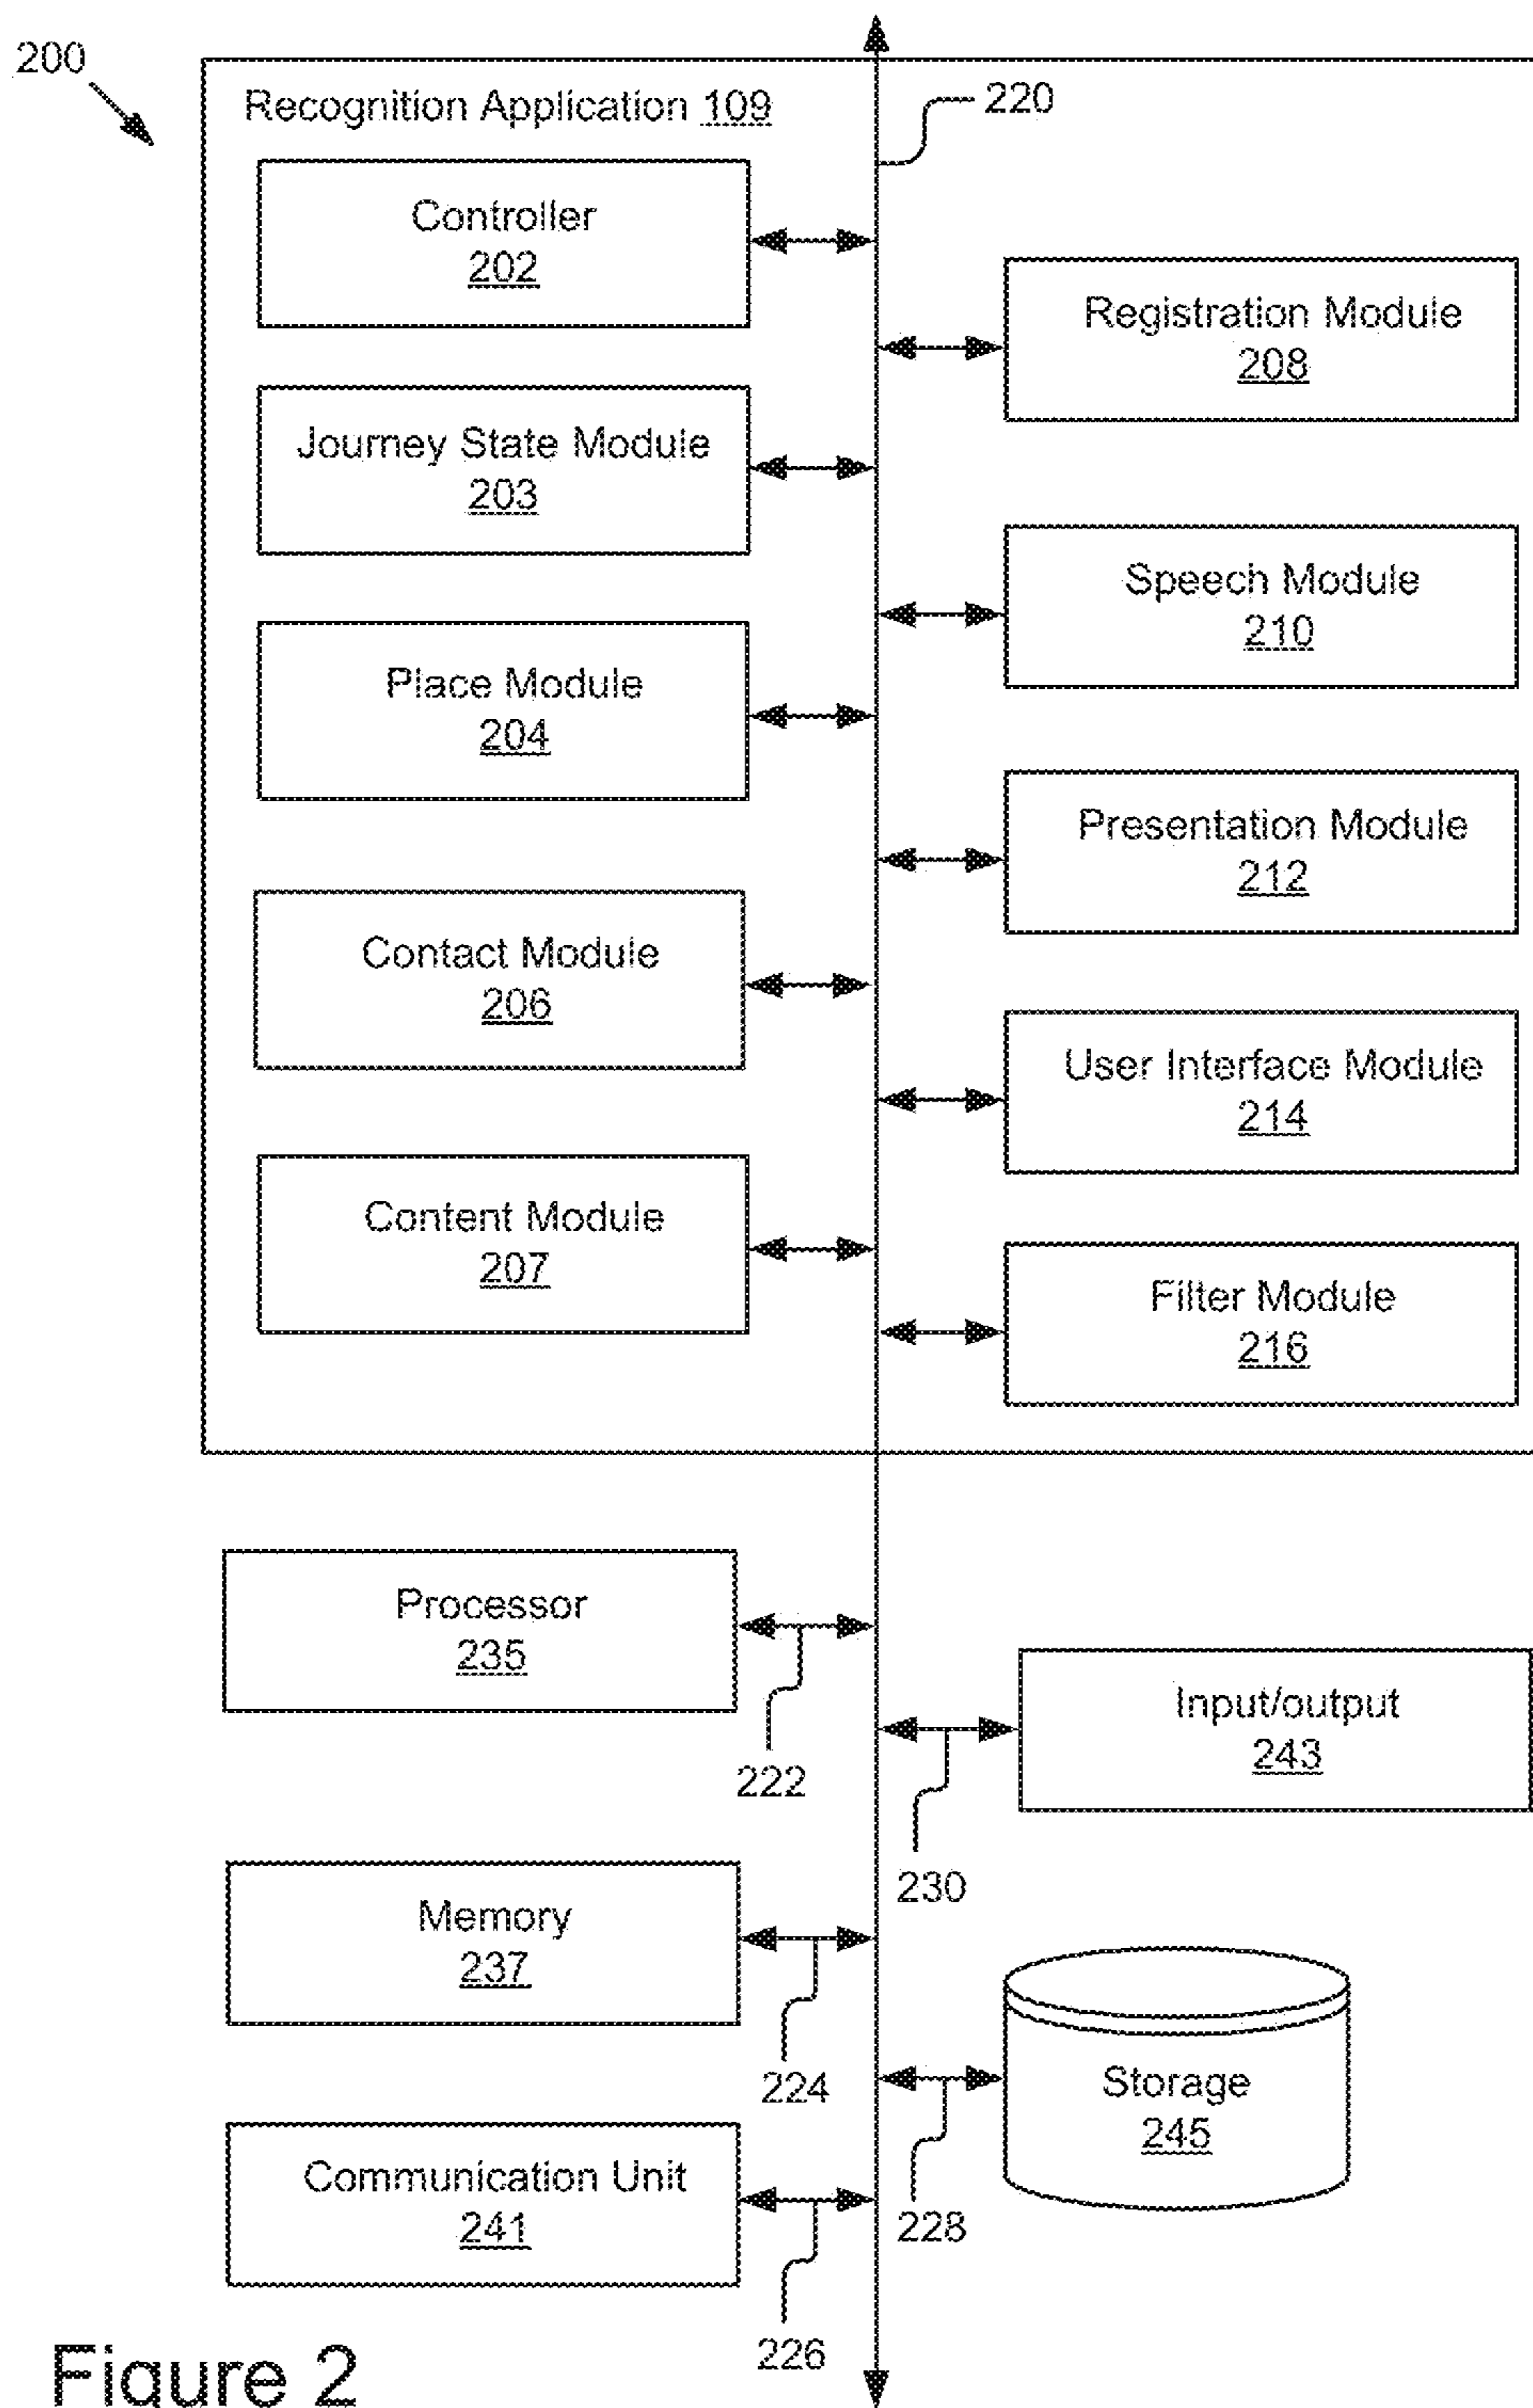 200
Recognition Application 109
220
Controller
202
Registration Module
208
Journey State Module
203
Speech Module
210
Place Module
204
Presentation Module
212
Contact Module
206
User Interface Module
214
Content Module
207
Filter Module
216
Processor
235
222
Input/output
243
230
Memory
237
224
Storage
245
228
Communication Unit
241
226
Figure 2